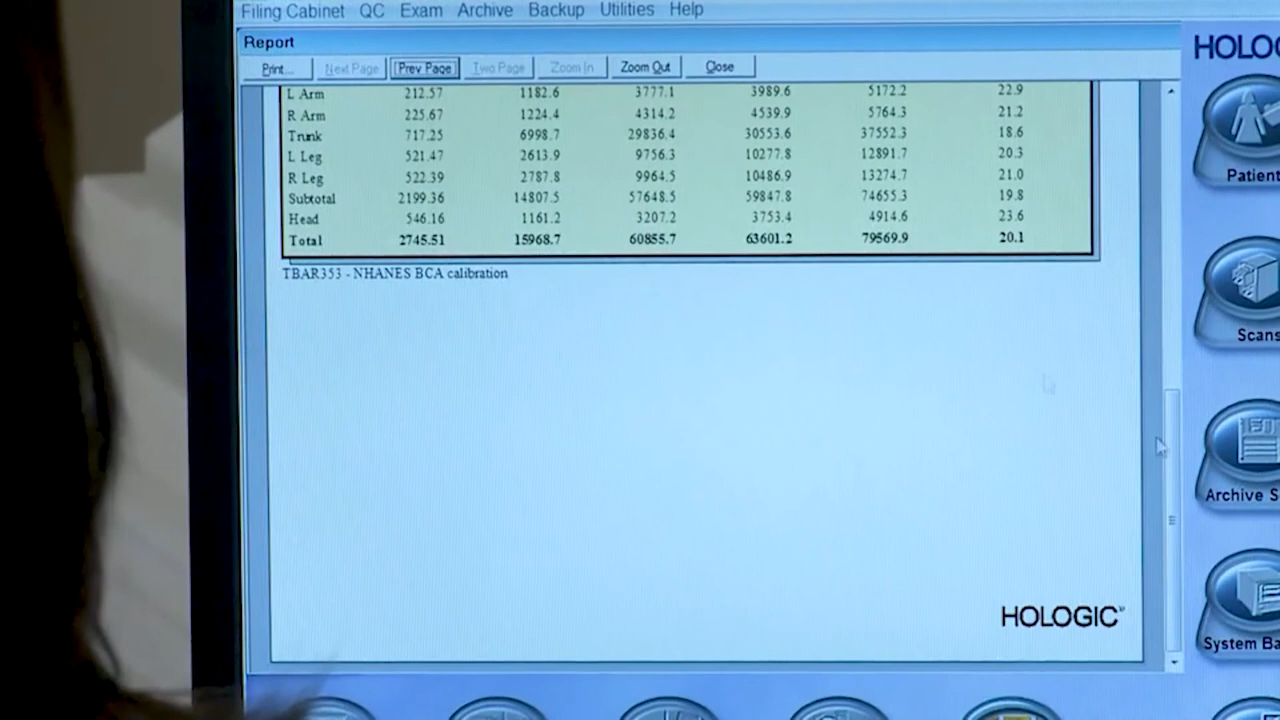 Filing Cabinet QC Exam Archive Backup Utilities Help
Report
HOLOG
Print... Next Page Prev Page Two Page Zoom In Zoom Out Close
L Arm 212.57 1182.6 3777.1 3989.6 5172.2 22.9
R Arm 225.67 1224.4 4314.2 4539.9 5764.3 21.2
Trunk 717.25 6998.7 29836.4 30553.6 37552.3 18.6
L Leg 521.47 2613.9 9756.3 10277.8 12891.7 20.3
R Leg 522.39 2787.8 9964.5 10486.9 13274.7 21.0
Patient
Subtotal 2199.36 14807.5 57648.5 59847.8 74655.3 19.8
Head 546.16 1161.2 3207.2 3753.4 4914.6 23.6
Total 2745.51 15968.7 60855.7 63601.2 79569.9 20.1
TBAR353 - NHANES BCA calibration
Scans
Archive S
HOLOGIC
System Ba